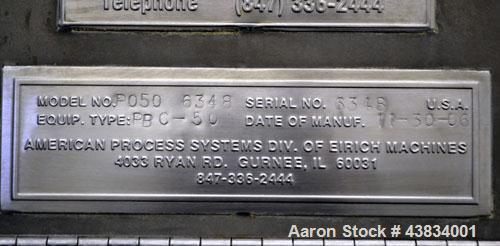 Telephone (847) 336-2444
MODEL NO. P050 6348 SERIAL NO. 6348 U.S.A.
EQUIP. TYPE: PBC-50 DATE OF MANUF. 11-30-06
AMERICAN PROCESS SYSTEMS DIV. OF EIRICH MACHINES
4033 RYAN RD. GURNEE, IL 60031
847-336-2444
Aaron Stock # 43834001